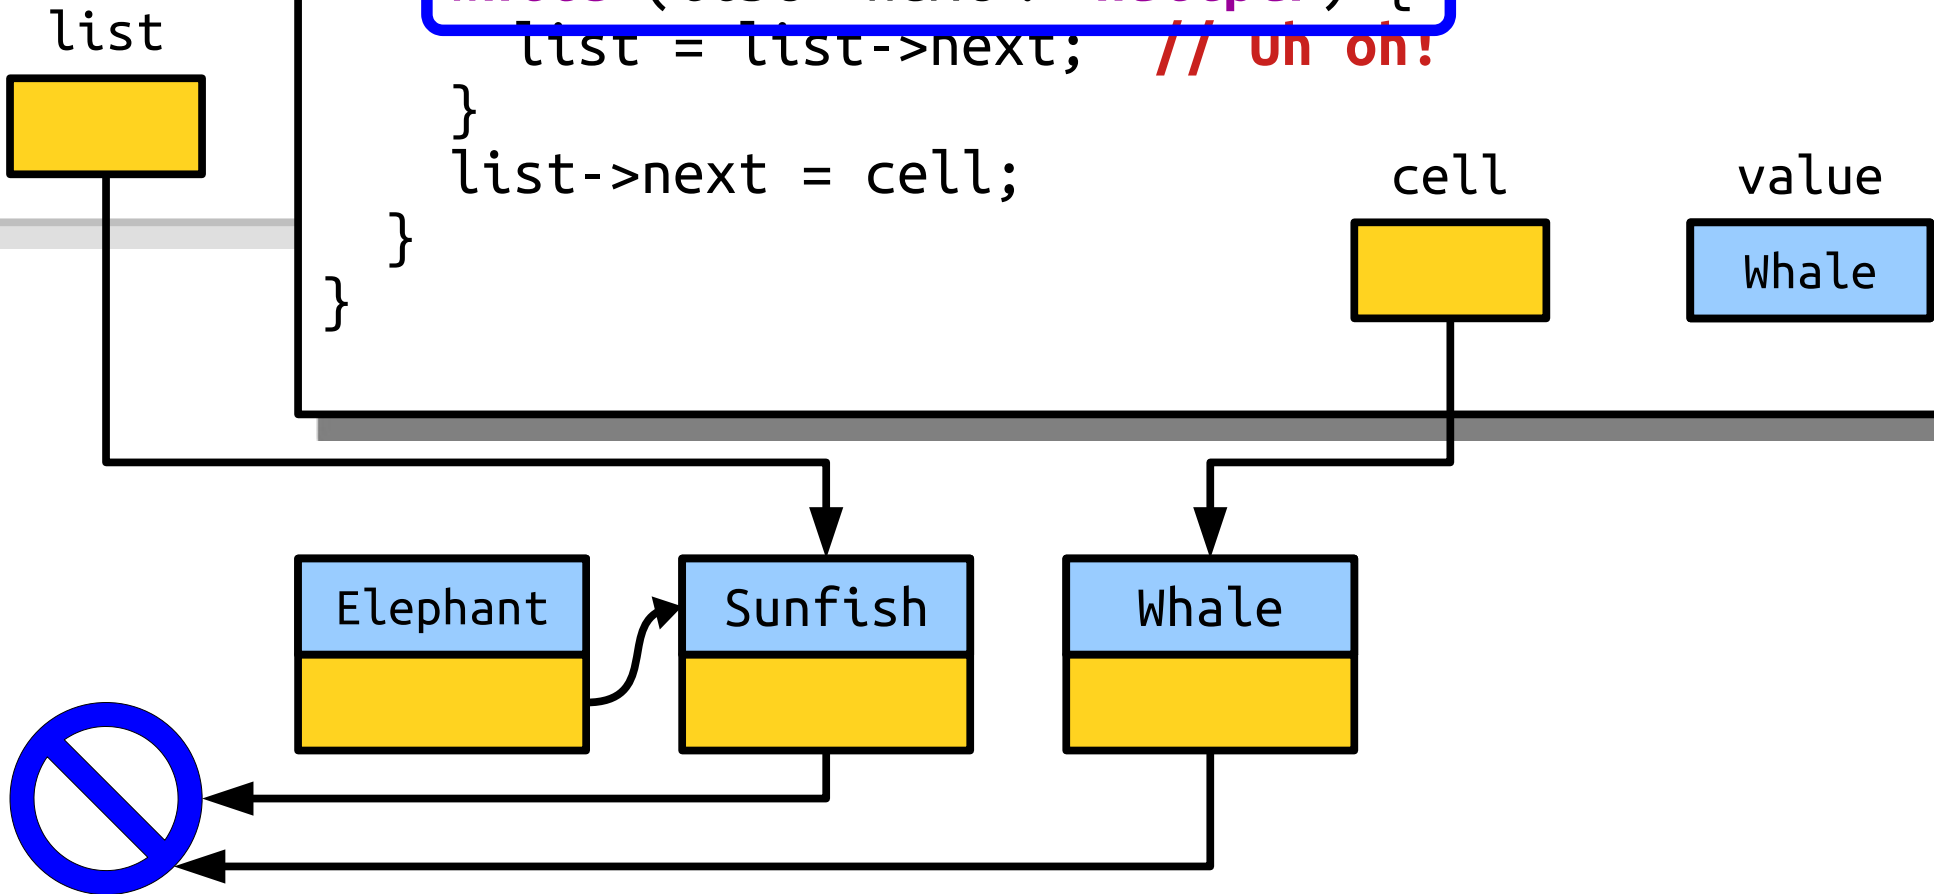 list
list = list->next; // Uh oh!
}
list->next = cell;
cell
value
}
Whale
}
Elephant
Sunfish
Whale